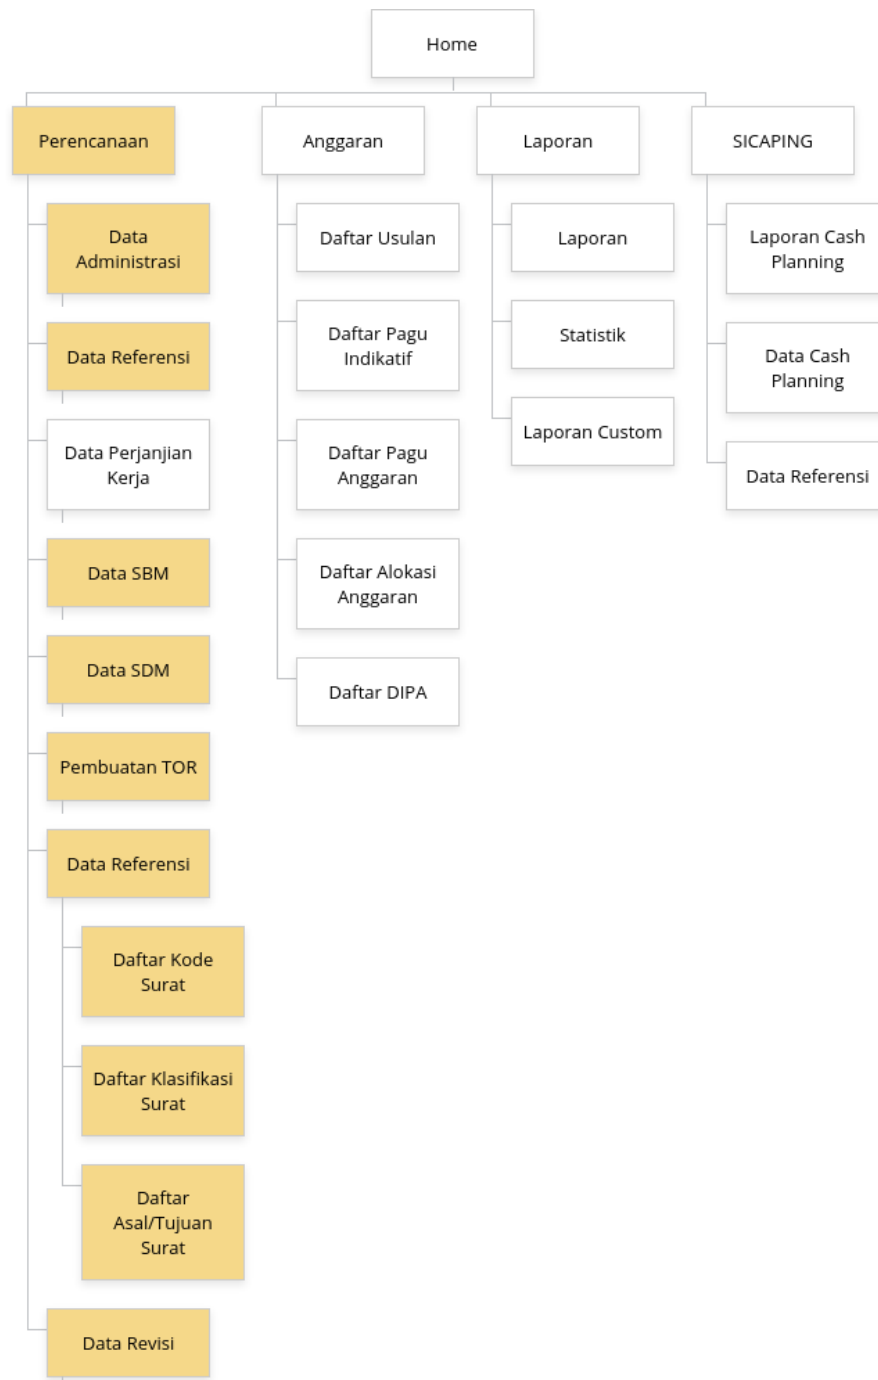 Home
Perencanaan
Anggaran
Laporan
SICAPING
Data
Administrasi
Data Referensi
Data Perjanjian
Kerja
Data SBM
Data SDM
Pembuatan TOR
Data Referensi
Daftar Kode
Surat
Daftar Klasifikasi
Surat
Daftar
Asal/Tujuan
Surat
Data Revisi
Daftar Usulan
Daftar Pagu
Indikatif
Daftar Pagu
Anggaran
Daftar Alokasi
Anggaran
Daftar DIPA
Laporan
Statistik
Laporan Custom
Laporan Cash
Planning
Data Cash
Planning
Data Referensi